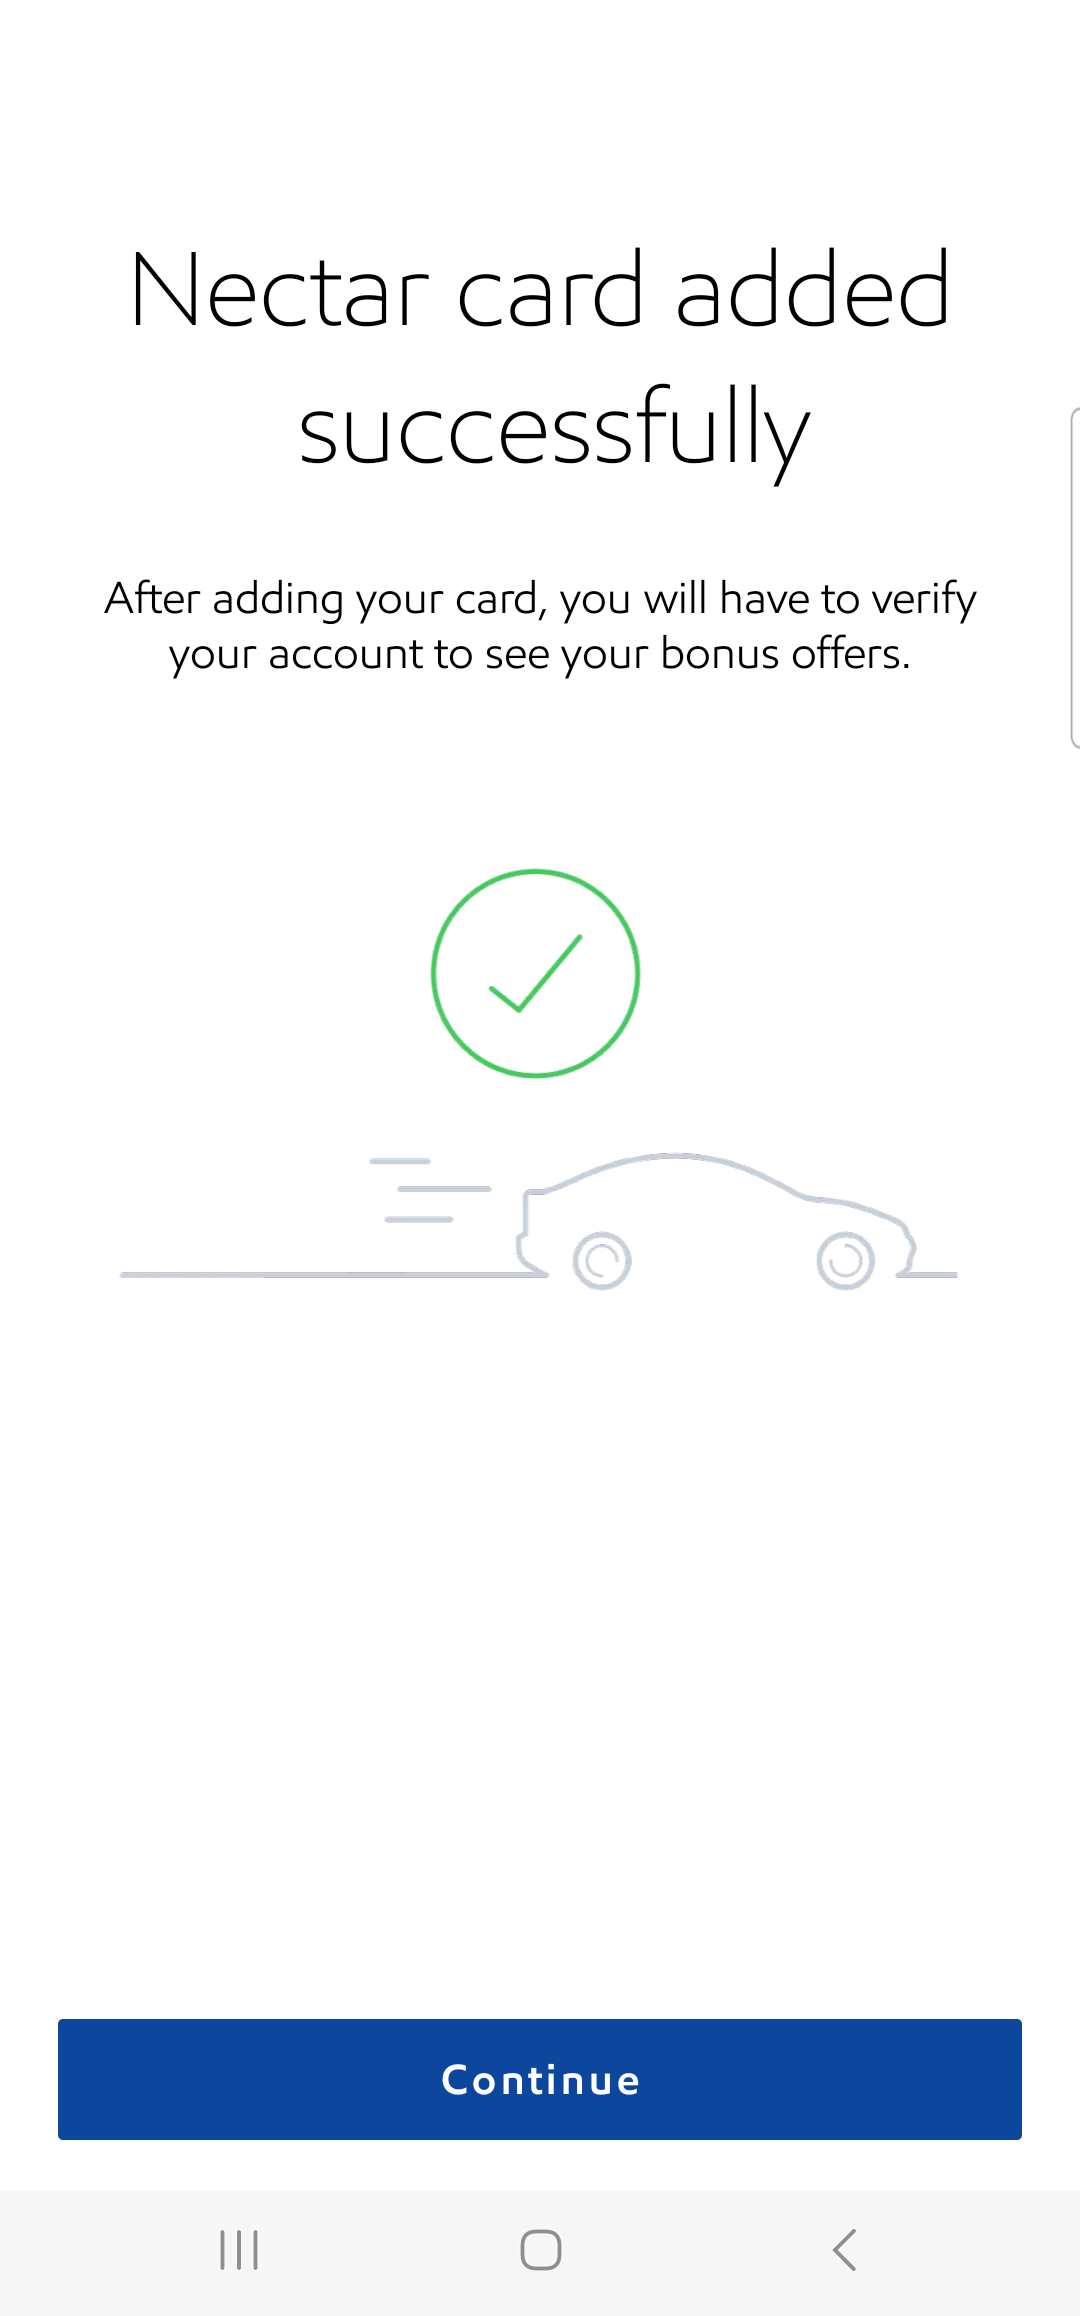 Nectar card added
successfully
After adding your card, you will have to verify
your account to see your bonus offers.
Continue